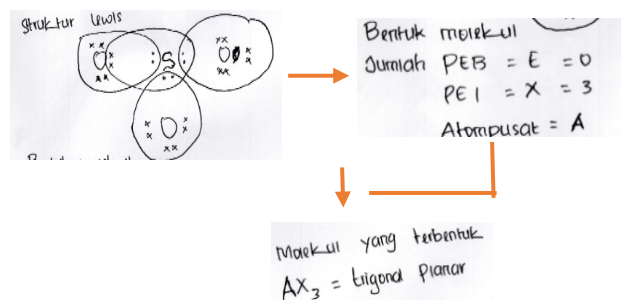 Struktur Lewis
O S O
O
Bentuk molekul
Jumlah PEB = E = 0
PEI = X = 3
Atompusat = A
Molekul yang terbentuk
AX₃ = trigonal Planar